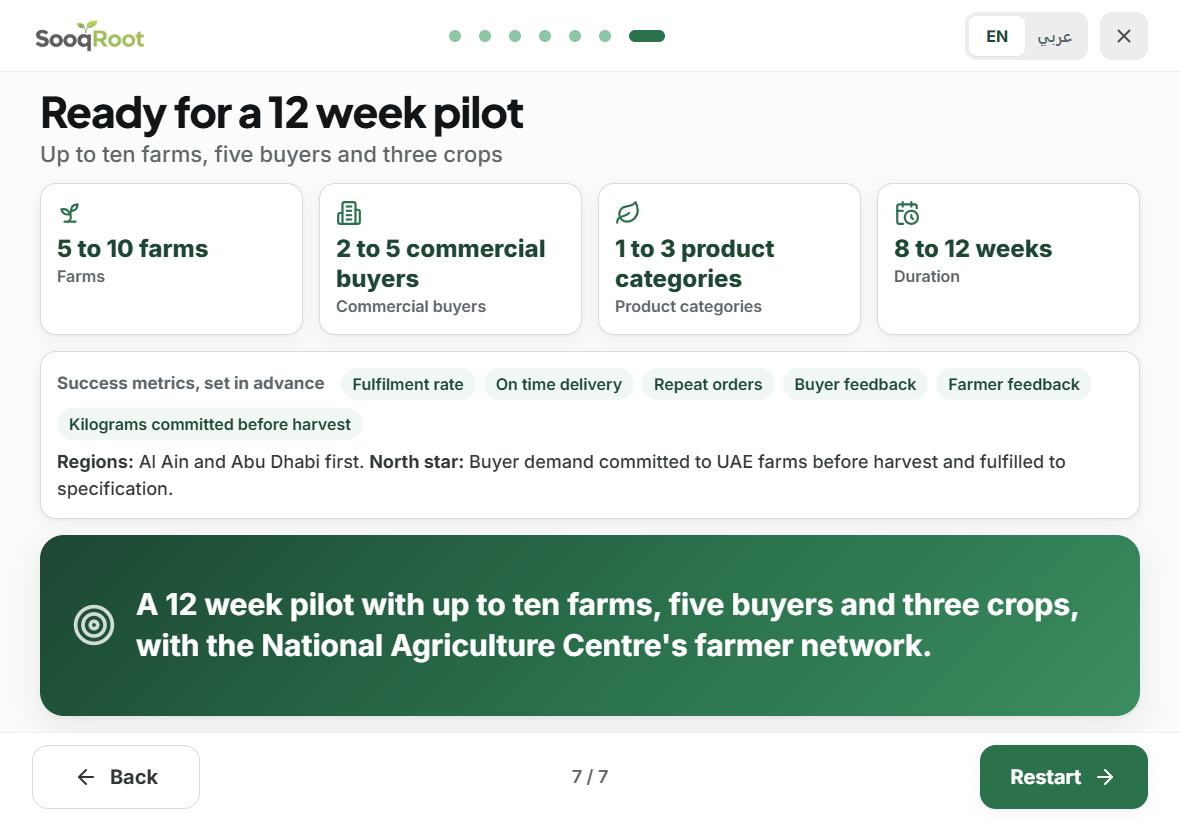 SooqRoot
EN
عربي
Ready for a 12 week pilot
Up to ten farms, five buyers and three crops
5 to 10 farms
Farms
2 to 5 commercial
buyers
Commercial buyers
1 to 3 product
categories
Product categories
8 to 12 weeks
Duration
Success metrics, set in advance
Fulfilment rate
On time delivery
Repeat orders
Buyer feedback
Farmer feedback
Kilograms committed before harvest
Regions: Al Ain and Abu Dhabi first. North star: Buyer demand committed to UAE farms before harvest and fulfilled to
specification.
A 12 week pilot with up to ten farms, five buyers and three crops,
with the National Agriculture Centre's farmer network.
Back
7 / 7
Restart